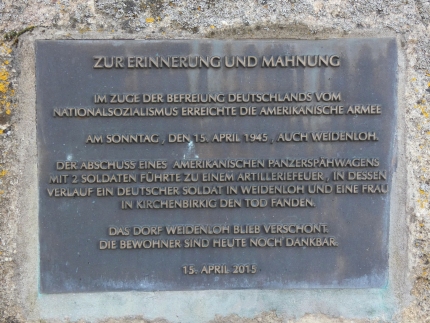 ZUR ERINNERUNG UND MAHNUNG
IM ZUGE DER BEFREIUNG DEUTSCHLANDS VOM
NATIONALSOZIALISMUS ERREICHTE DIE AMERIKANISCHE ARMEE
AM SONNTAG , DEN 15. APRIL 1945 , AUCH WEIDENLOH.
DER ABSCHUSS EINES AMERIKANISCHEN PANZERSPÄHWAGENS
MIT 2 SOLDATEN FÜHRTE ZU EINEM ARTILLERIEFEUER , IN DESSEN
VERLAUF EIN DEUTSCHER SOLDAT IN WEIDENLOH UND EINE FRAU
IN KIRCHENBIRKIG DEN TOD FANDEN.
DAS DORF WEIDENLOH BLIEB VERSCHONT.
DIE BEWOHNER SIND HEUTE NOCH DANKBAR.
15. APRIL 2015